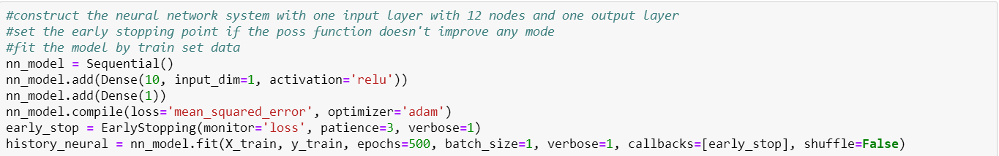 #construct the neural network system with one input layer with 12 nodes and one output layer
#set the early stopping point if the poss function doesn't improve any mode
#fit the model by train set data
nn_model = Sequential()
nn_model.add(Dense(10, input_dim=1, activation='relu'))
nn_model.add(Dense(1))
nn_model.compile(loss='mean_squared_error', optimizer='adam')
early_stop = EarlyStopping(monitor='loss', patience=3, verbose=1)
history_neural = nn_model.fit(X_train, y_train, epochs=500, batch_size=1, verbose=1, callbacks=[early_stop], shuffle=False)